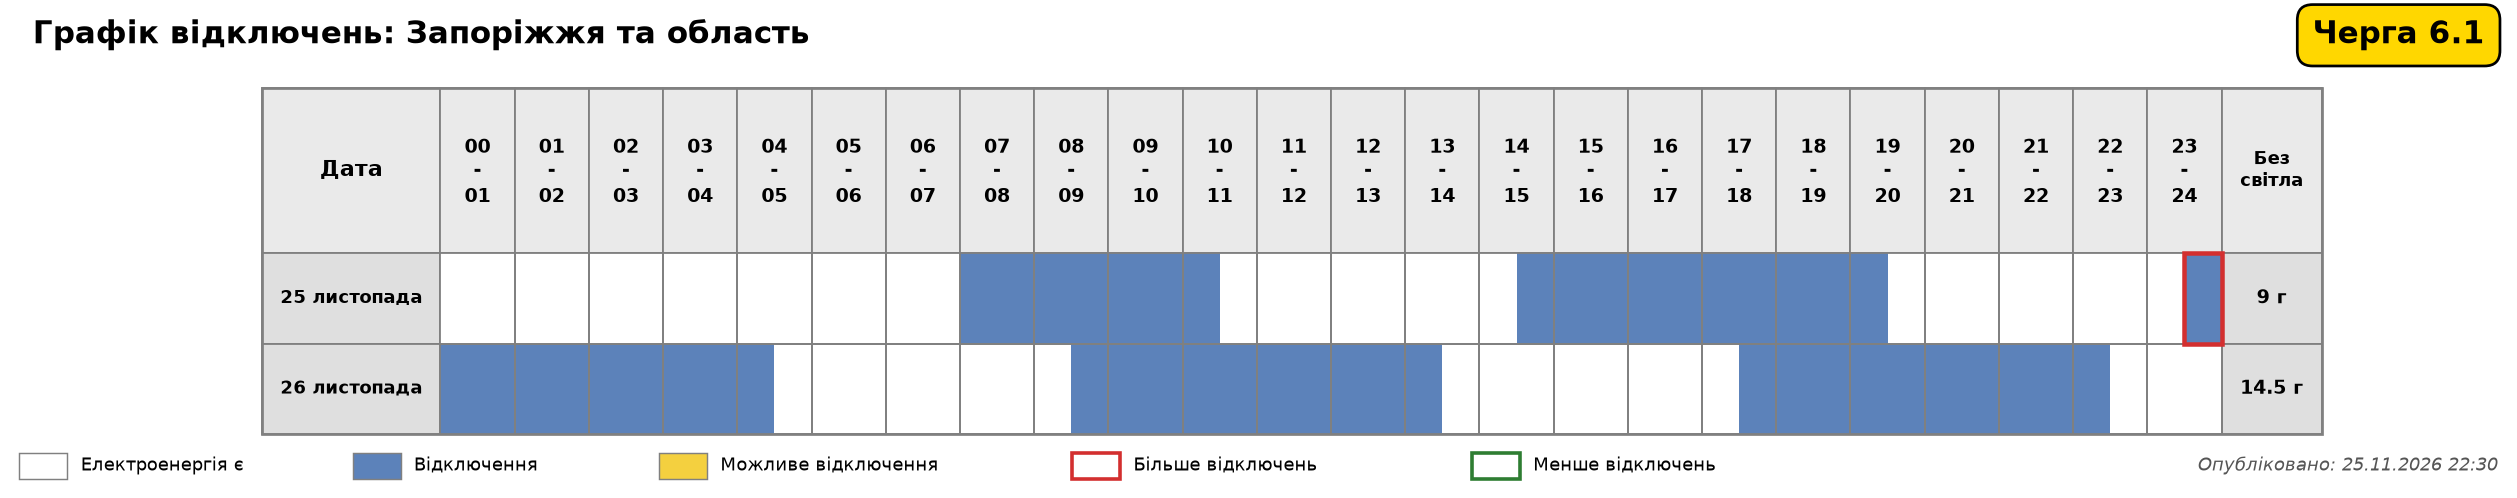 Графік відключень: Запоріжжя та область
Черга 6.1
Дата
00 - 01
01 - 02
02 - 03
03 - 04
04 - 05
05 - 06
06 - 07
07 - 08
08 - 09
09 - 10
10 - 11
11 - 12
12 - 13
13 - 14
14 - 15
15 - 16
16 - 17
17 - 18
18 - 19
19 - 20
20 - 21
21 - 22
22 - 23
23 - 24
Без
світла
25 листопада
9 г
26 листопада
14.5 г
Електроенергія є
Відключення
Можливе відключення
Більше відключень
Менше відключень
Опубліковано: 25.11.2026 22:30